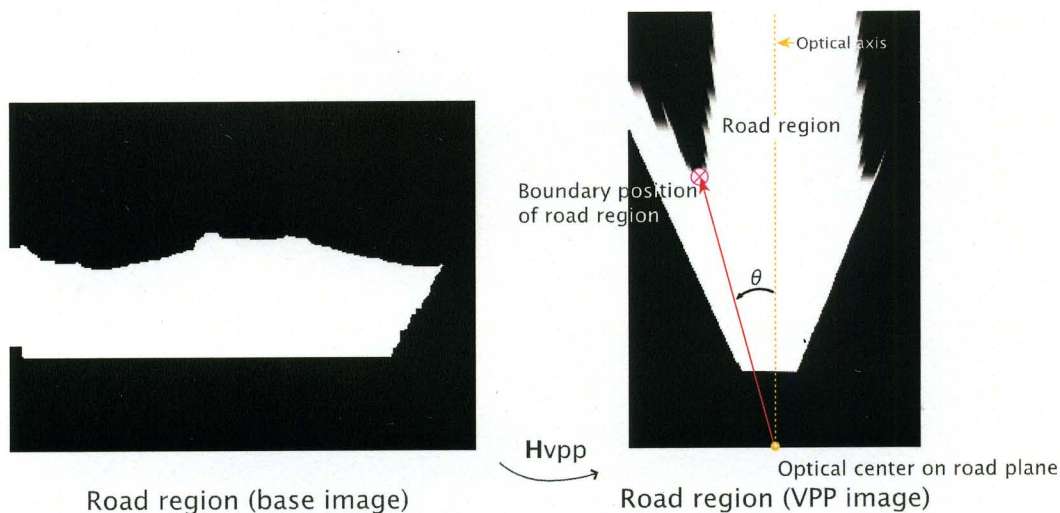 Optical axis
Road region
Boundary position
of road region
θ
Hvpp
Optical center on road plane
Road region (base image)
Road region (VPP image)